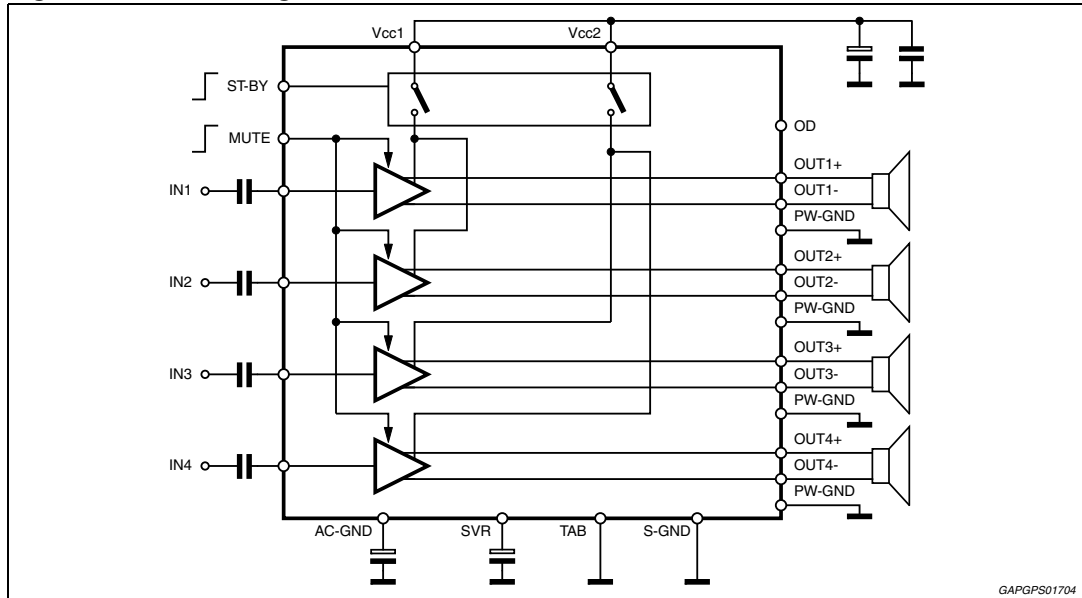 Vcc1
Vcc2
ST-BY
MUTE
OD
OUT1+
IN1
OUT1-
PW-GND
OUT2+
IN2
OUT2-
PW-GND
OUT3+
IN3
OUT3-
PW-GND
OUT4+
IN4
OUT4-
PW-GND
AC-GND
SVR
TAB
S-GND
GAPGPS01704